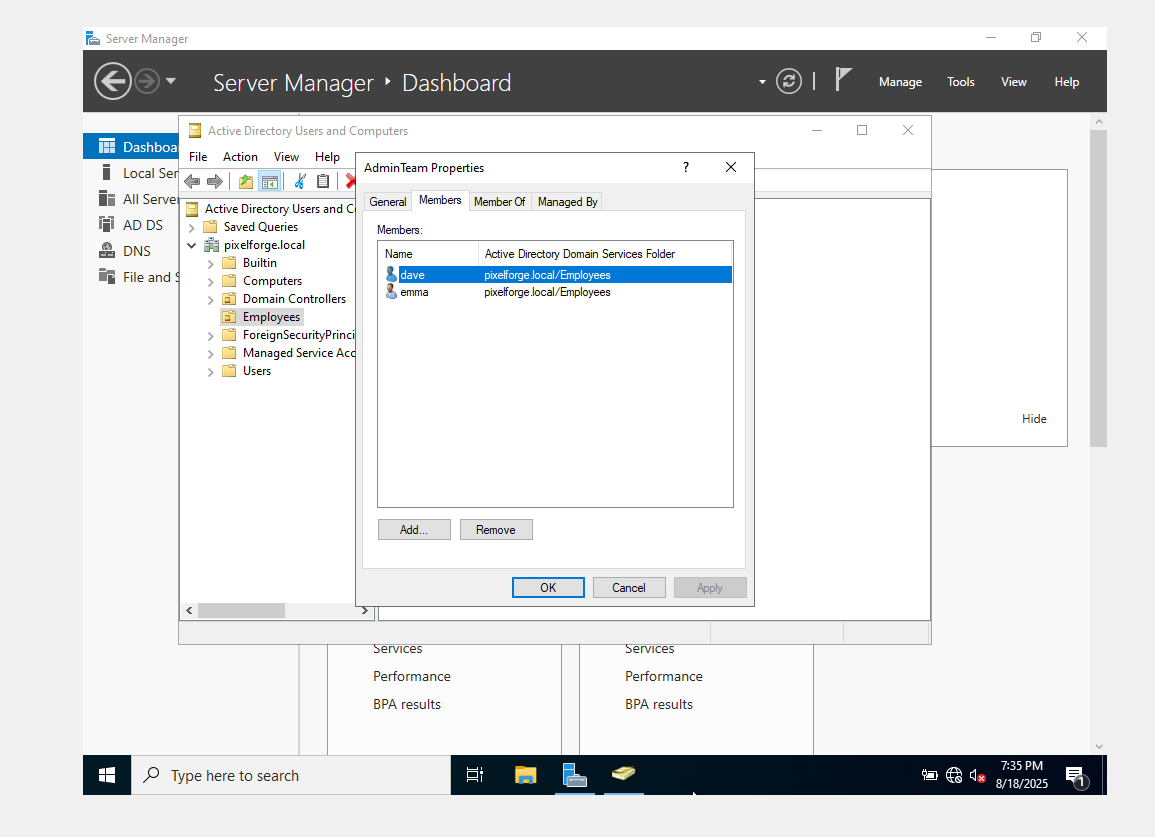 Server Manager
Server Manager ‣ Dashboard
Manage Tools View Help
Dashboa
Local Ser
All Server
AD DS
DNS
File and S
Active Directory Users and Computers
File Action View Help
Active Directory Users and C
Saved Queries
pixelforge.local
Builtin
Computers
Domain Controllers
Employees
ForeignSecurityPrinci
Managed Service Acc
Users
AdminTeam Properties
?
General Members Member Of Managed By
Members:
Name Active Directory Domain Services Folder
dave pixelforge.local/Employees
emma pixelforge.local/Employees
Add... Remove
OK Cancel Apply
Hide
Services Services
Performance Performance
BPA results BPA results
Type here to search
7:35 PM
8/18/2025
1